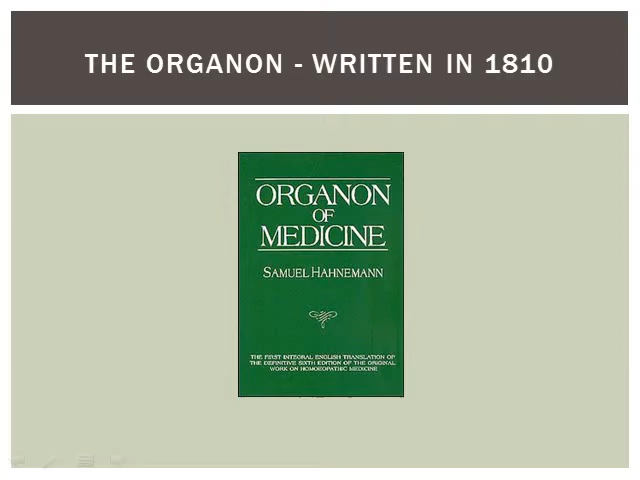 THE ORGANON - WRITTEN IN 1810
ORGANON
OF
MEDICINE
SAMUEL HAHNEMANN
THE FIRST INTEGRAL ENGLISH TRANSLATION OF
THE DEFINITIVE SIXTH EDITION OF THE ORIGINAL
WORK ON HOMOEOPATHIC MEDICINE